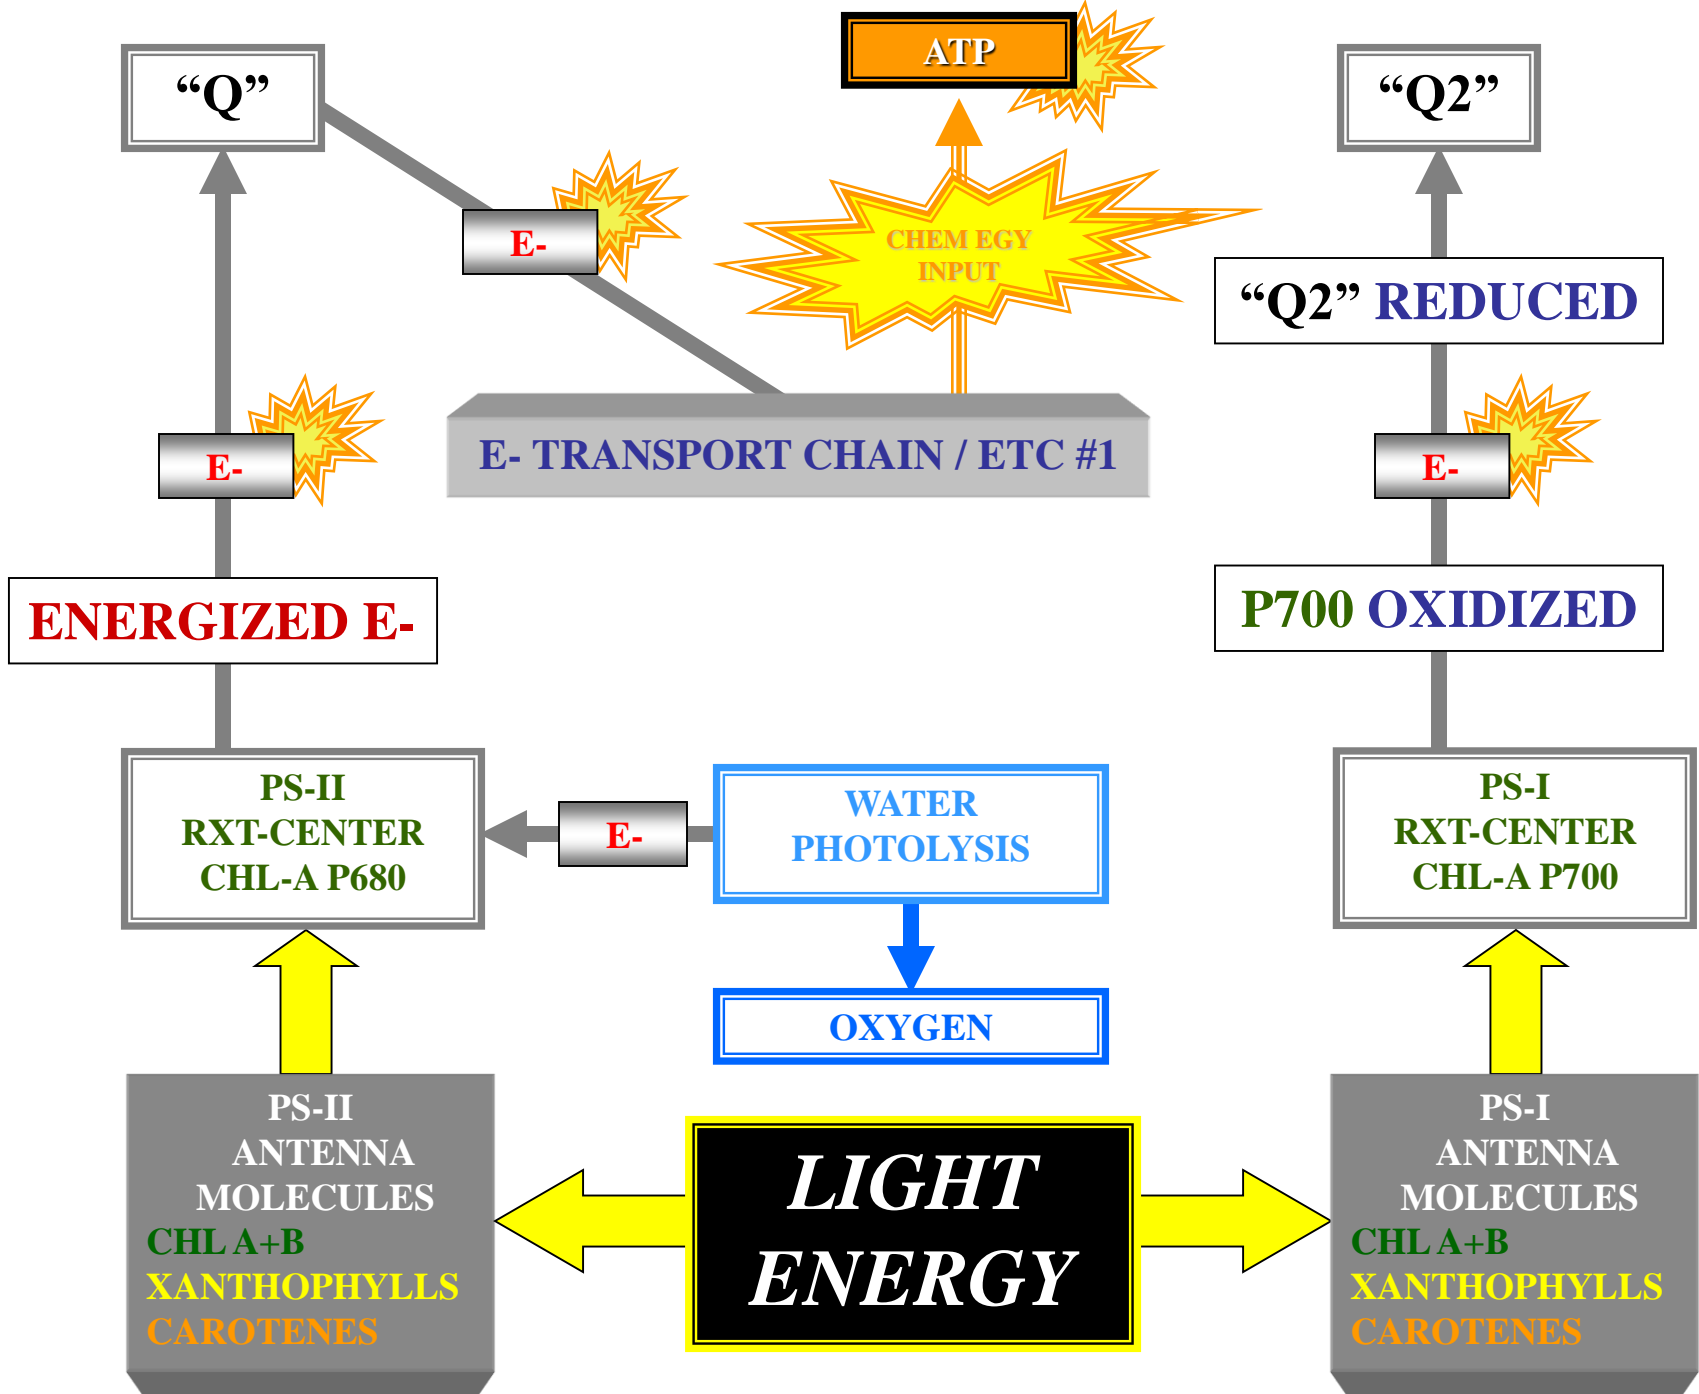 “Q”
ATP
“Q2”
E-
CHEM EGY
INPUT
“Q2” REDUCED
E- TRANSPORT CHAIN / ETC #1
E-
E-
ENERGIZED E-
P700 OXIDIZED
PS-II
RXT-CENTER
CHL-A P680
E-
WATER
PHOTOLYSIS
PS-I
RXT-CENTER
CHL-A P700
OXYGEN
PS-II
ANTENNA
MOLECULES
CHL A+B
XANTHOPHYLLS
CAROTENES
LIGHT
ENERGY
PS-I
ANTENNA
MOLECULES
CHL A+B
XANTHOPHYLLS
CAROTENES